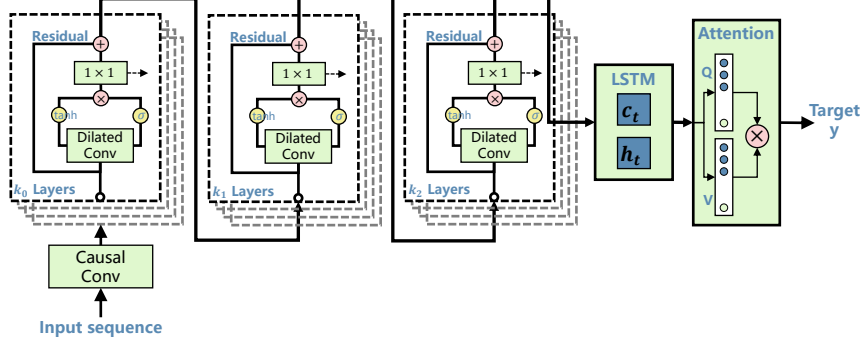 Residual
+
1 × 1
×
tanh
σ
Dilated
Conv
k₀ Layers
Causal
Conv
Input sequence
Residual
+
1 × 1
×
tanh
σ
Dilated
Conv
k₁ Layers
Residual
+
1 × 1
×
tanh
σ
Dilated
Conv
k₂ Layers
LSTM
cₜ
hₜ
Attention
Q
V
×
Target
y